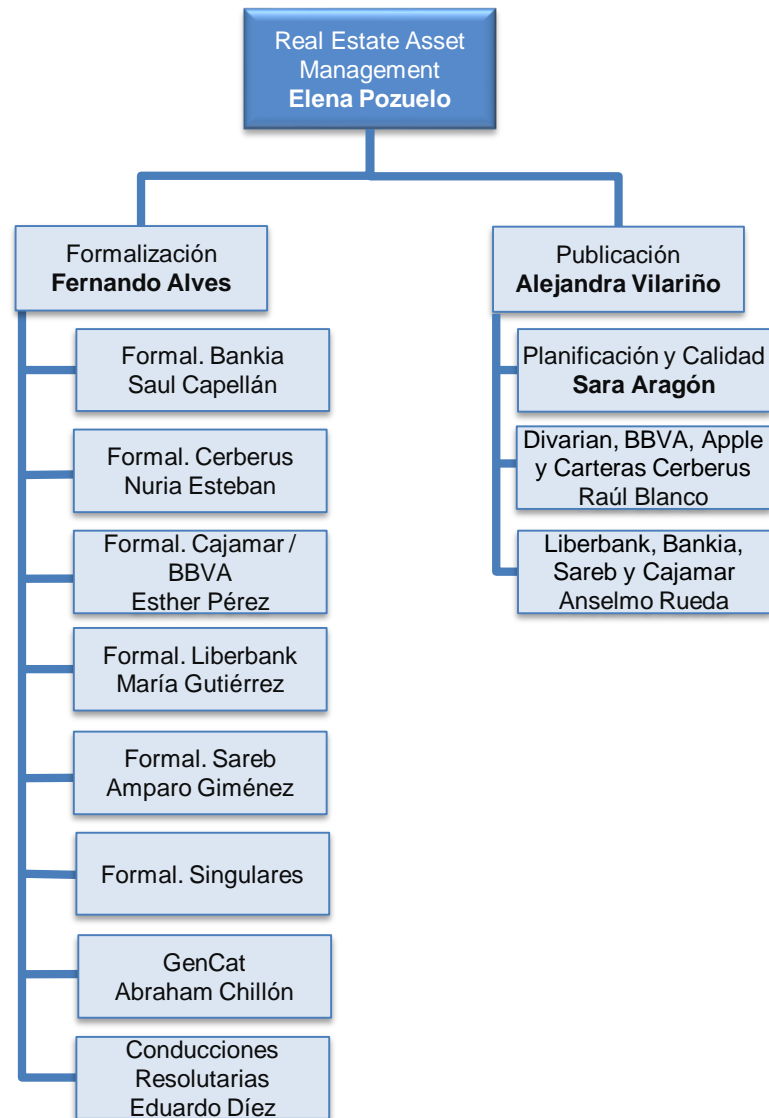 Real Estate Asset
Management
Elena Pozuelo
Formalización
Fernando Alves
Formal. Bankia
Saul Capellán
Formal. Cerberus
Nuria Esteban
Formal. Cajamar /
BBVA
Esther Pérez
Formal. Liberbank
María Gutiérrez
Formal. Sareb
Amparo Giménez
Formal. Singulares
GenCat
Abraham Chillón
Conducciones
Resolutarias
Eduardo Díez
Publicación
Alejandra Vilariño
Planificación y Calidad
Sara Aragón
Divarian, BBVA, Apple
y Carteras Cerberus
Raúl Blanco
Liberbank, Bankia,
Sareb y Cajamar
Anselmo Rueda